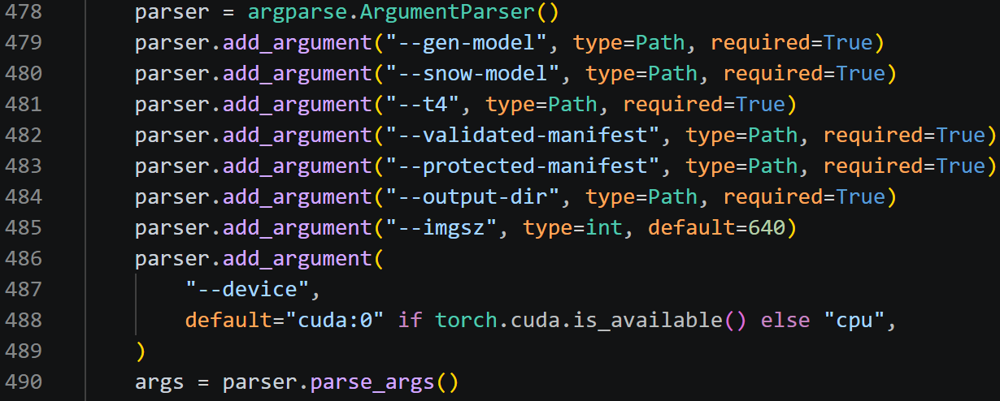 478 parser = argparse.ArgumentParser()
479 parser.add_argument("--gen-model", type=Path, required=True)
480 parser.add_argument("--snow-model", type=Path, required=True)
481 parser.add_argument("--t4", type=Path, required=True)
482 parser.add_argument("--validated-manifest", type=Path, required=True)
483 parser.add_argument("--protected-manifest", type=Path, required=True)
484 parser.add_argument("--output-dir", type=Path, required=True)
485 parser.add_argument("--imgsz", type=int, default=640)
486 parser.add_argument(
487     "--device",
488     default="cuda:0" if torch.cuda.is_available() else "cpu",
489 )
490 args = parser.parse_args()